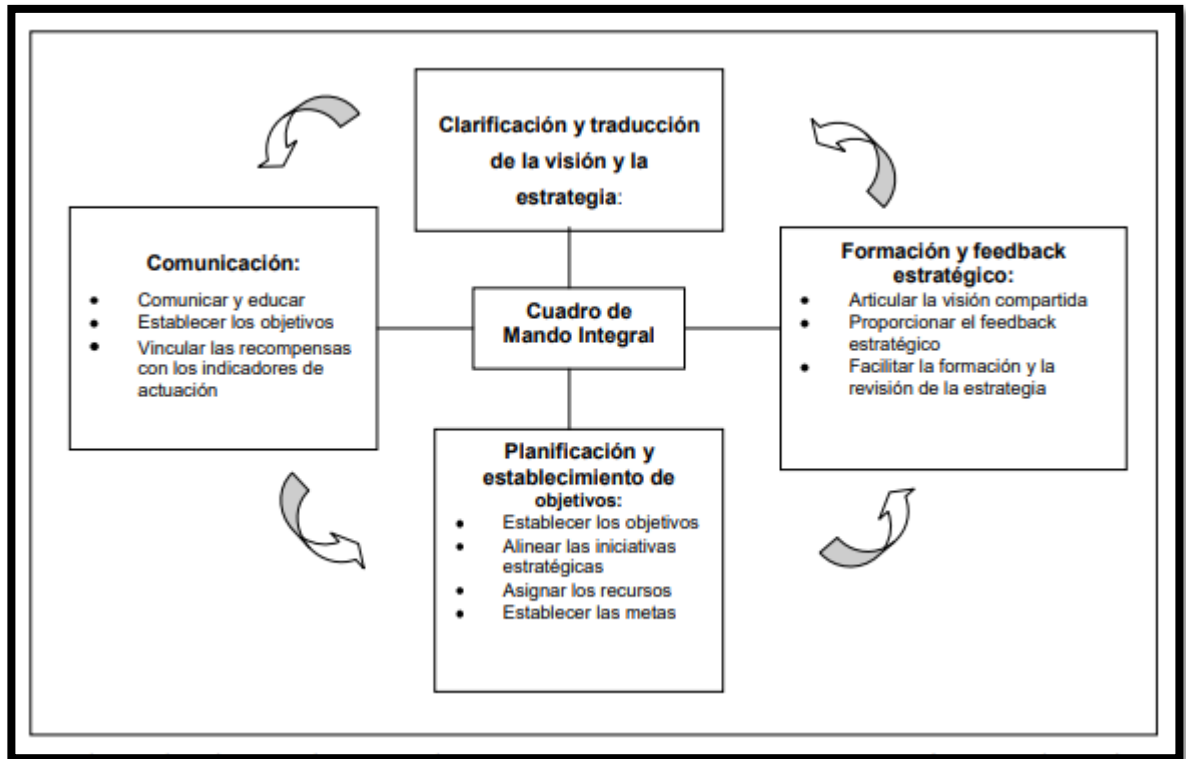 Clarificación y traducción
de la visión y la
estrategia:
Comunicación:
• Comunicar y educar
• Establecer los objetivos
• Vincular las recompensas
con los indicadores de
actuación
Cuadro de
Mando Integral
Formación y feedback
estratégico:
• Articular la visión compartida
• Proporcionar el feedback
estratégico
• Facilitar la formación y la
revisión de la estrategia
Planificación y
establecimiento de
objetivos:
• Establecer los objetivos
• Alinear las iniciativas
estratégicas
• Asignar los recursos
• Establecer las metas